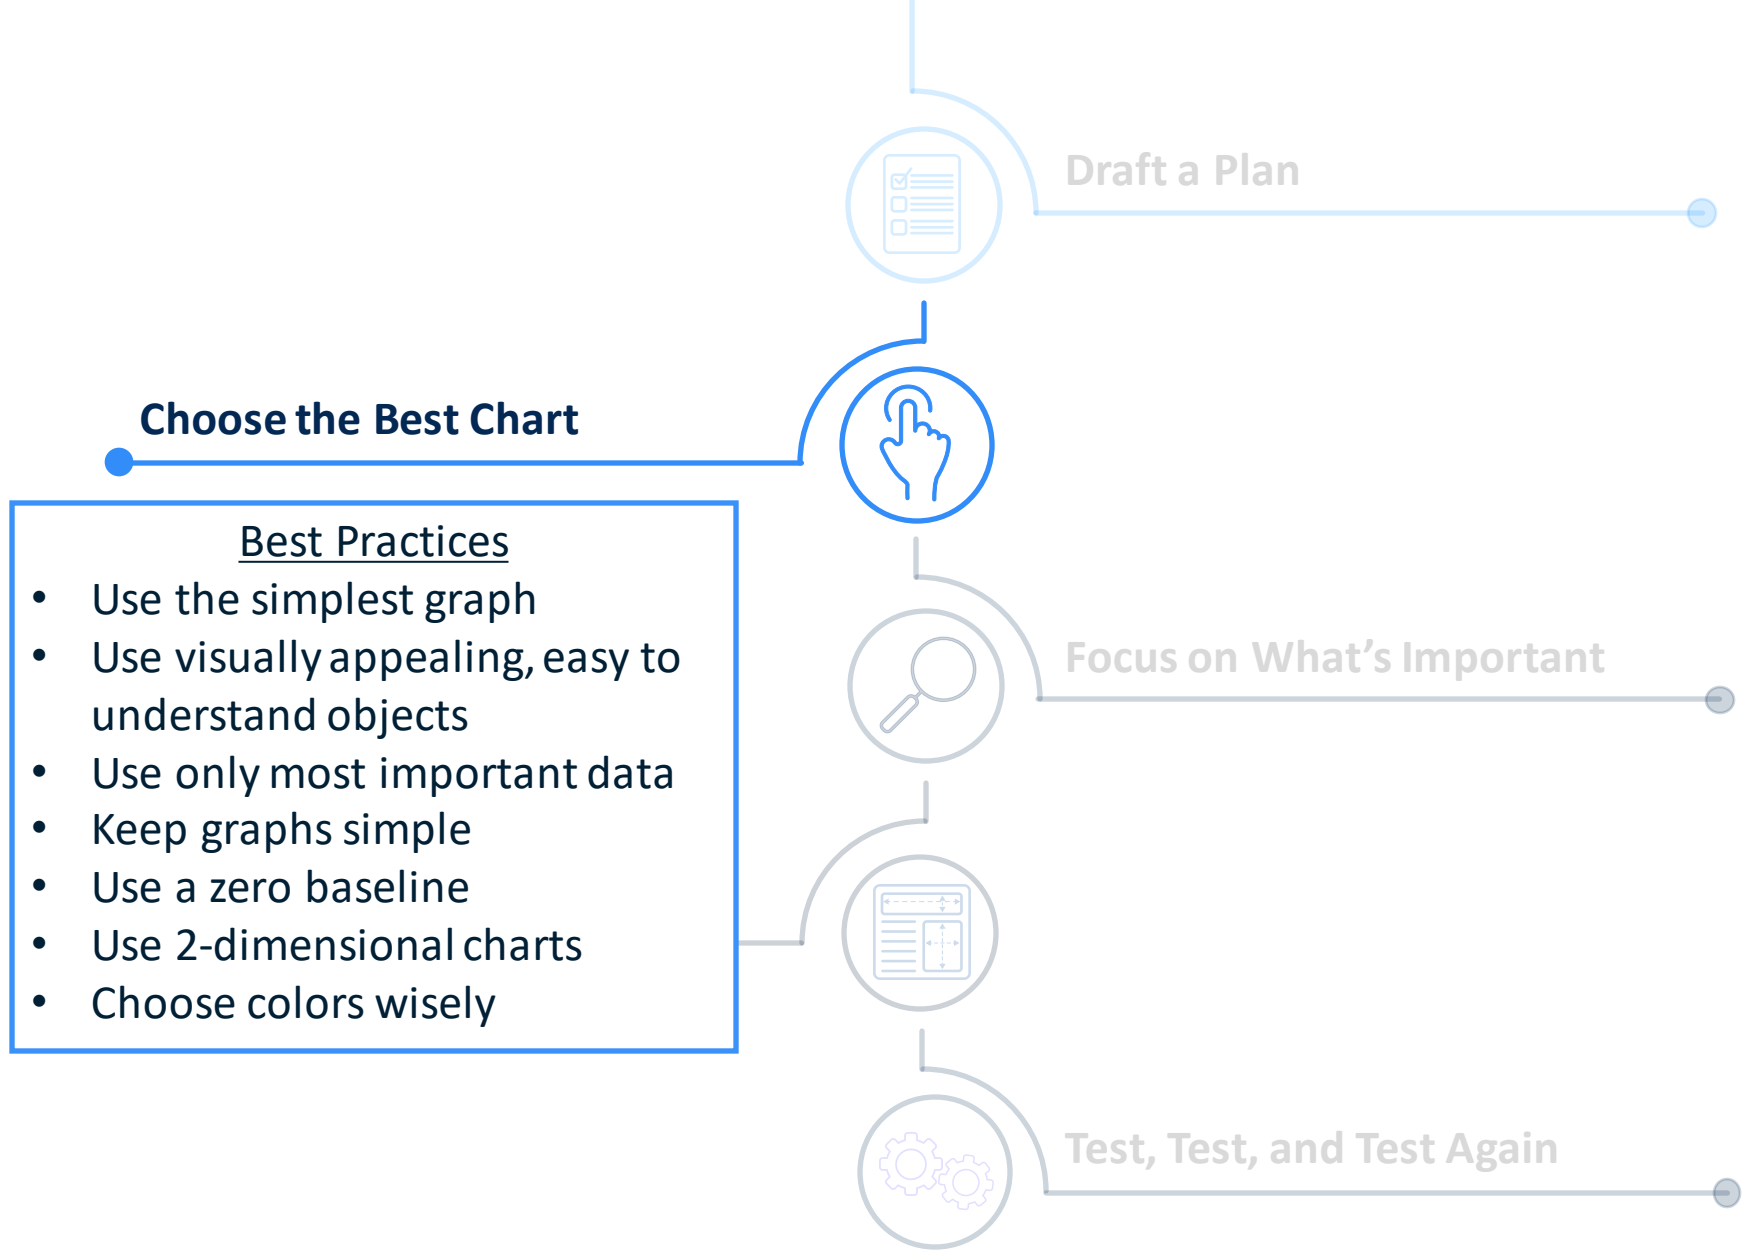 Draft a Plan
Choose the Best Chart
Best Practices
• Use the simplest graph
• Use visually appealing, easy to
understand objects
• Use only most important data
• Keep graphs simple
• Use a zero baseline
• Use 2-dimensional charts
• Choose colors wisely
Focus on What's Important
Test, Test, and Test Again